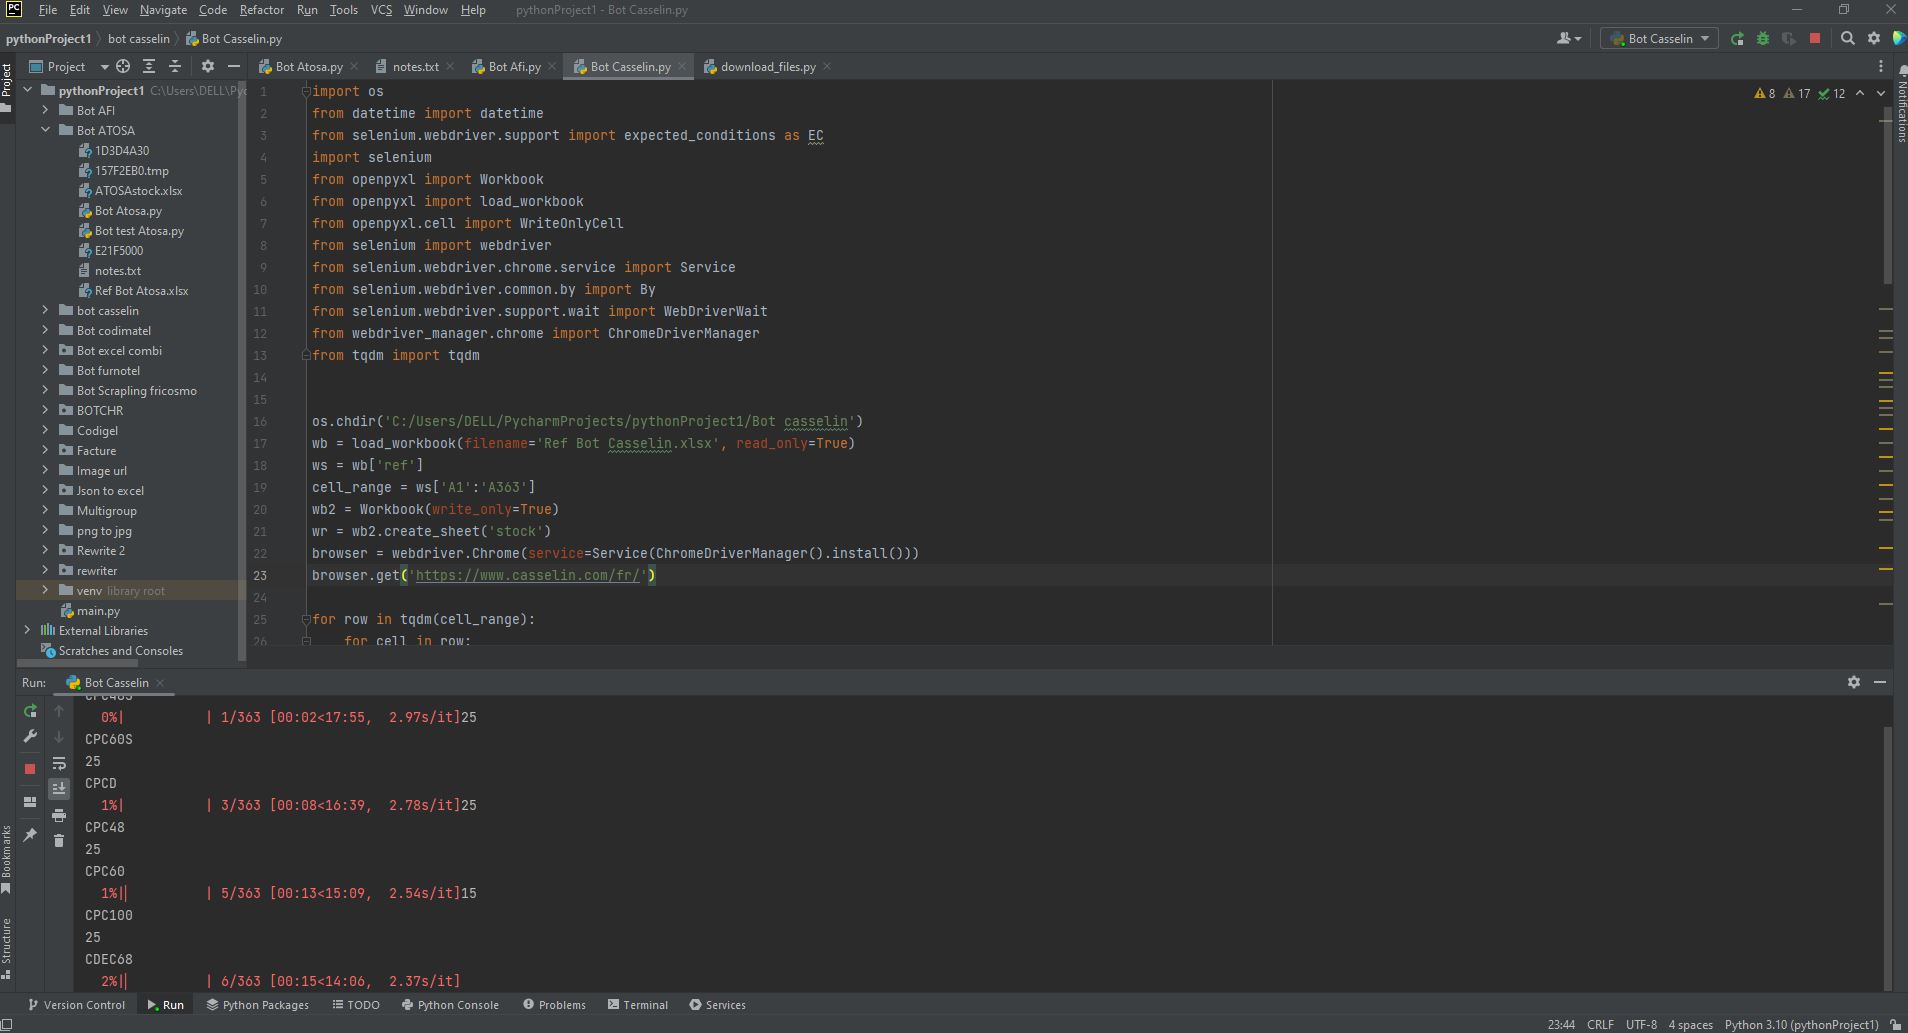 PC File Edit View Navigate Code Refactor Run Tools VCS Window Help pythonProject1 - Bot Casselin.py
pythonProject1 bot casselin Bot Casselin.py Bot Casselin
Project Bot Atosa.py notes.txt Bot Afi.py Bot Casselin.py download_files.py
Project
Notifications
8 17 12
pythonProject1 C:\Users\DELL\Pyc
Bot AFI
Bot ATOSA
1D3D4A30
157F2EB0.tmp
ATOSAstock.xlsx
Bot Atosa.py
Bot test Atosa.py
E21F5000
notes.txt
Ref Bot Atosa.xlsx
bot casselin
Bot codimatel
Bot excel combi
Bot furnotel
Bot Scrapling fricosmo
BOTCHR
Codigel
Facture
Image url
Json to excel
Multigroup
png to jpg
Rewrite 2
rewriter
venv library root
main.py
External Libraries
Scratches and Consoles
1 import os
2 from datetime import datetime
3 from selenium.webdriver.support import expected_conditions as EC
4 import selenium
5 from openpyxl import Workbook
6 from openpyxl import load_workbook
7 from openpyxl.cell import WriteOnlyCell
8 from selenium import webdriver
9 from selenium.webdriver.chrome.service import Service
10 from selenium.webdriver.common.by import By
11 from selenium.webdriver.support.wait import WebDriverWait
12 from webdriver_manager.chrome import ChromeDriverManager
13 from tqdm import tqdm
14
15
16 os.chdir('C:/Users/DELL/PycharmProjects/pythonProject1/Bot casselin')
17 wb = load_workbook(filename='Ref Bot Casselin.xlsx', read_only=True)
18 ws = wb['ref']
19 cell_range = ws['A1':'A363']
20 wb2 = Workbook(write_only=True)
21 wr = wb2.create_sheet('stock')
22 browser = webdriver.Chrome(service=Service(ChromeDriverManager().install()))
23 browser.get('https://www.casselin.com/fr/')
24
25 for row in tqdm(cell_range):
26 for cell in row:
Run: Bot Casselin
CPC48S
0%| | 1/363 [00:02<17:55, 2.97s/it]25
CPC60S
25
CPCD
1%| | 3/363 [00:08<16:39, 2.78s/it]25
CPC48
25
CPC60
1%|| | 5/363 [00:13<15:09, 2.54s/it]15
CPC100
25
CDEC68
2%|| | 6/363 [00:15<14:06, 2.37s/it]
Bookmarks
Structure
Version Control Run Python Packages TODO Python Console Problems Terminal Services
23:44 CRLF UTF-8 4 spaces Python 3.10 (pythonProject1)